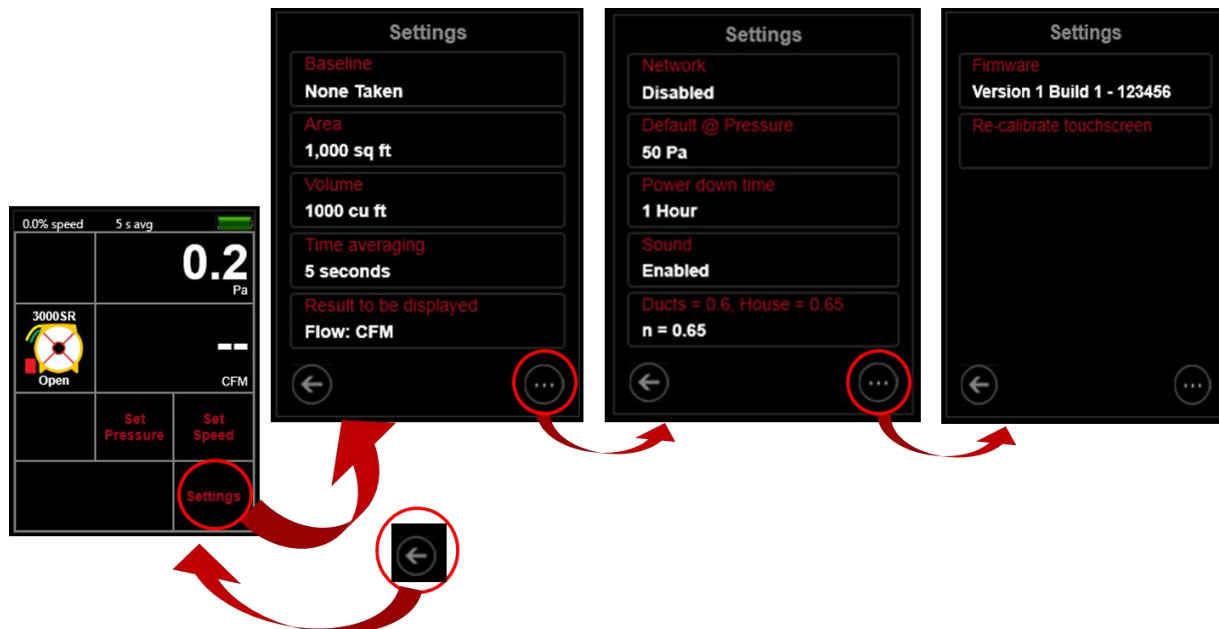 Settings
Baseline
None Taken
Area
1,000 sq ft
Volume
1000 cu ft
Time averaging
5 seconds
Result to be displayed
Flow: CFM
Settings
Network
Disabled
Default @ Pressure
50 Pa
Power down time
1 Hour
Sound
Enabled
Ducts = 0.6, House = 0.65
n = 0.65
Settings
Firmware
Version 1 Build 1 - 123456
Re-calibrate touchscreen
0.0% speed 5 s avg
0.2
Pa
3000SR
Open
--
CFM
Set
Pressure
Set
Speed
Settings